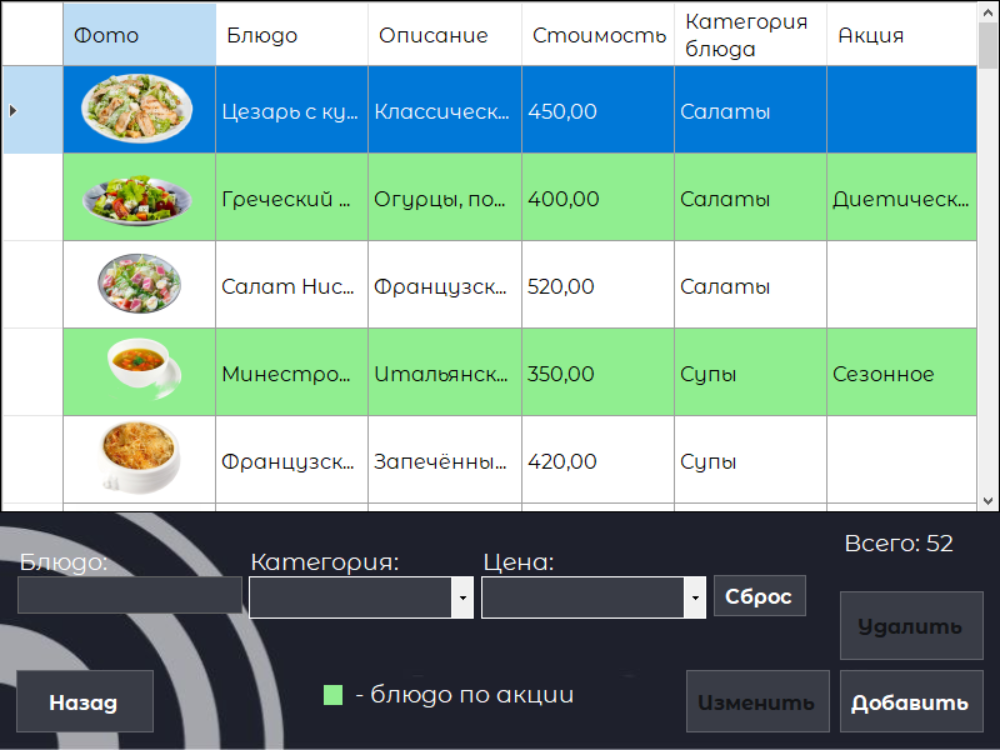 Фото Блюдо Описание Стоимость Категория блюда Акция
Цезарь с ку... Классическ... 450,00 Салаты
Греческий ... Огурцы, по... 400,00 Салаты Диетическ...
Салат Нис... Французск... 520,00 Салаты
Минестро... Итальянск... 350,00 Супы Сезонное
Французск... Запечённы... 420,00 Супы
Всего: 52
Блюдо: Категория: Цена:
Сброс
Удалить
Назад
- блюдо по акции
Изменить
Добавить